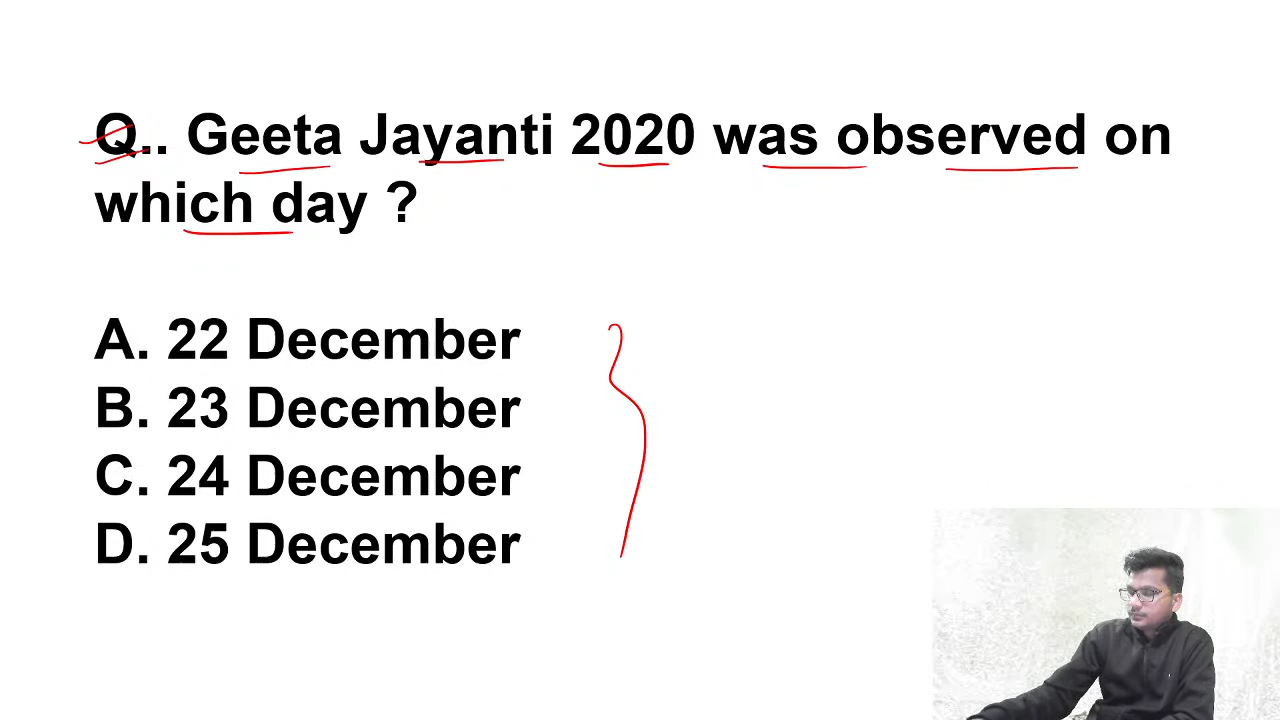 Q.. Geeta Jayanti 2020 was observed on
which day ?
A. 22 December
B. 23 December
C. 24 December
D. 25 December